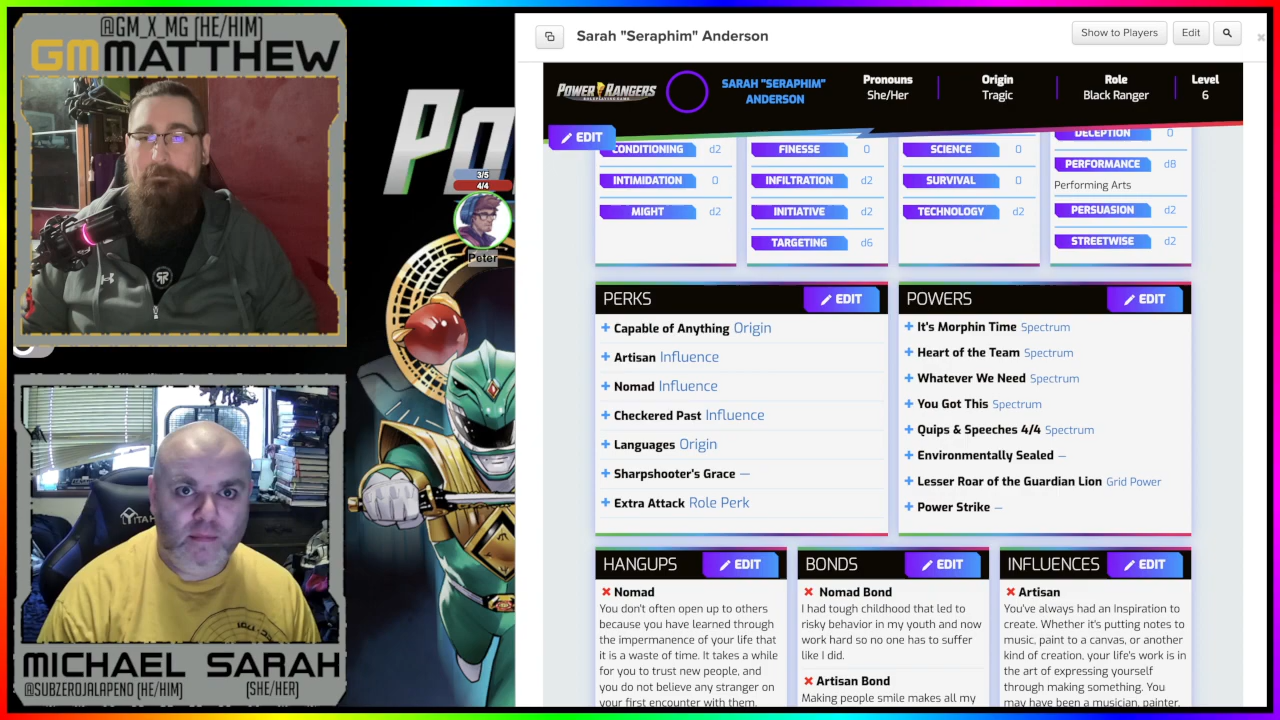 @GM_X_MG (HE/HIM)
GMMATTHEW
MICHAEL SARAH
@SUBZEROJALAPENO (HE/HIM) (SHE/HER)
3/5
4/4
Peter
Sarah "Seraphim" Anderson
Show to Players
Edit
POWER RANGERS
ROLEPLAYING GAME
SARAH "SERAPHIM"
ANDERSON
Pronouns
She/Her
Origin
Tragic
Role
Black Ranger
Level
6
EDIT
CONDITIONING d2
INTIMIDATION 0
MIGHT d2
FINESSE 0
INFILTRATION d2
INITIATIVE d2
TARGETING d6
SCIENCE 0
SURVIVAL 0
TECHNOLOGY d2
DECEPTION 0
PERFORMANCE d8
Performing Arts
PERSUASION d2
STREETWISE d2
PERKS EDIT
+ Capable of Anything Origin
+ Artisan Influence
+ Nomad Influence
+ Checkered Past Influence
+ Languages Origin
+ Sharpshooter's Grace —
+ Extra Attack Role Perk
POWERS EDIT
+ It's Morphin Time Spectrum
+ Heart of the Team Spectrum
+ Whatever We Need Spectrum
+ You Got This Spectrum
+ Quips & Speeches 4/4 Spectrum
+ Environmentally Sealed —
+ Lesser Roar of the Guardian Lion Grid Power
+ Power Strike —
HANGUPS EDIT
Nomad
You don't often open up to others
because you have learned through
the impermanence of your life that
it is a waste of time. It takes a while
for you to trust new people, and
you do not believe any stranger on
your first encounter with them.
BONDS EDIT
Nomad Bond
I had tough childhood that led to
risky behavior in my youth and now
work hard so no one has to suffer
like I did.
Artisan Bond
Making people smile makes all my
INFLUENCES EDIT
Artisan
You've always had an Inspiration to
create. Whether it's putting notes to
music, paint to a canvas, or another
kind of creation, your life's work is in
the art of expressing yourself
through making something. You
may have been a musician, painter,